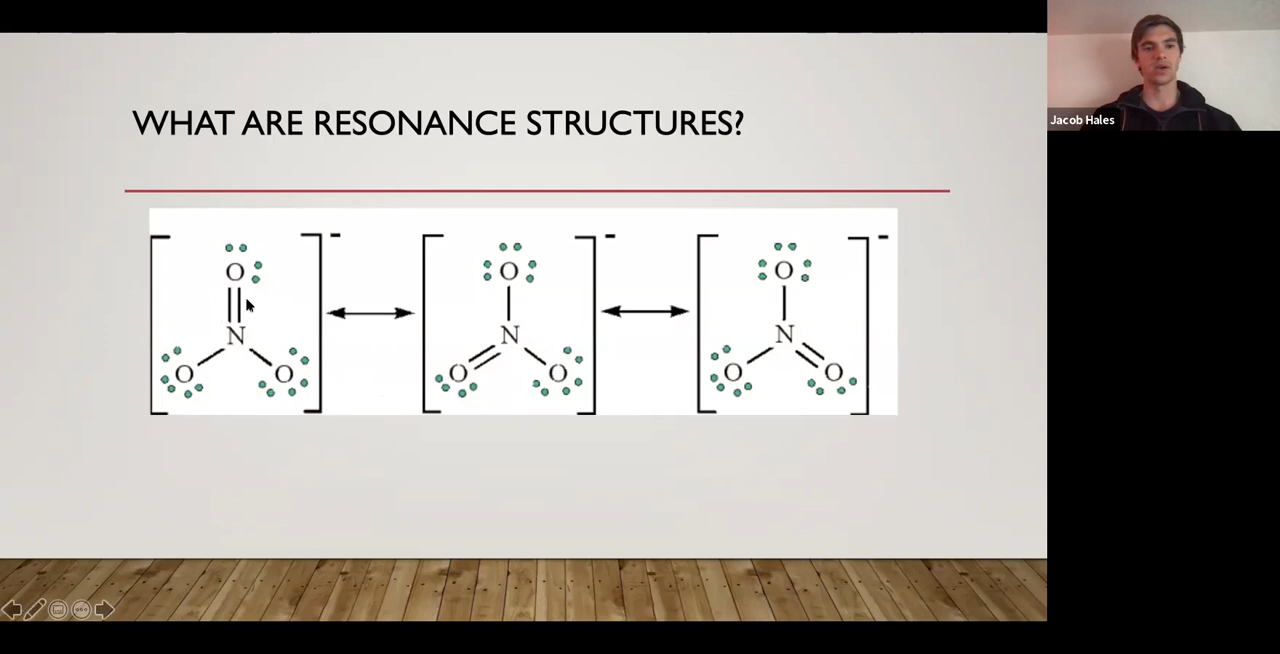 WHAT ARE RESONANCE STRUCTURES?
Jacob Hales
- - -
O O O
N N N
O O O O O O